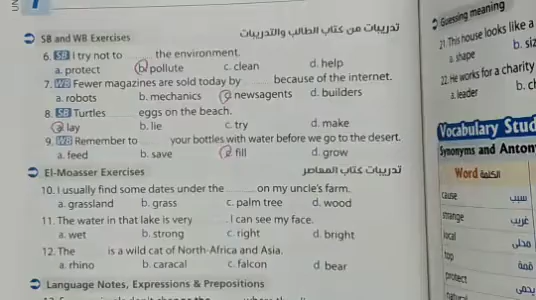 SB and WB Exercises تدريبات من كتابى الطالب والتدريبات
6. SB I try not to ........ the environment.
a. protect b. pollute c. clean d. help
7. WB Fewer magazines are sold today by ........ because of the internet.
a. robots b. mechanics c. newsagents d. builders
8. SB Turtles ........ eggs on the beach.
a. lay b. lie c. try d. make
9. WB Remember to ........ your bottles with water before we go to the desert.
a. feed b. save c. fill d. grow
El-Moasser Exercises تدريبات كتاب المعاصر
10. I usually find some dates under the ........ on my uncle's farm.
a. grassland b. grass c. palm tree d. wood
11. The water in that lake is very ........ . I can see my face.
a. wet b. strong c. right d. bright
12. The ........ is a wild cat of North-Africa and Asia.
a. rhino b. caracal c. falcon d. bear
Language Notes, Expressions & Prepositions
Guessing meaning
21. This house looks like a
a. shape b. siz
22. He works for a charity
a. leader b. c
Vocabulary Stud
Synonyms and Anton
Word الكلمة
cause سبب
strange غريب
local محلى
top قمة
protect يحمى
natural